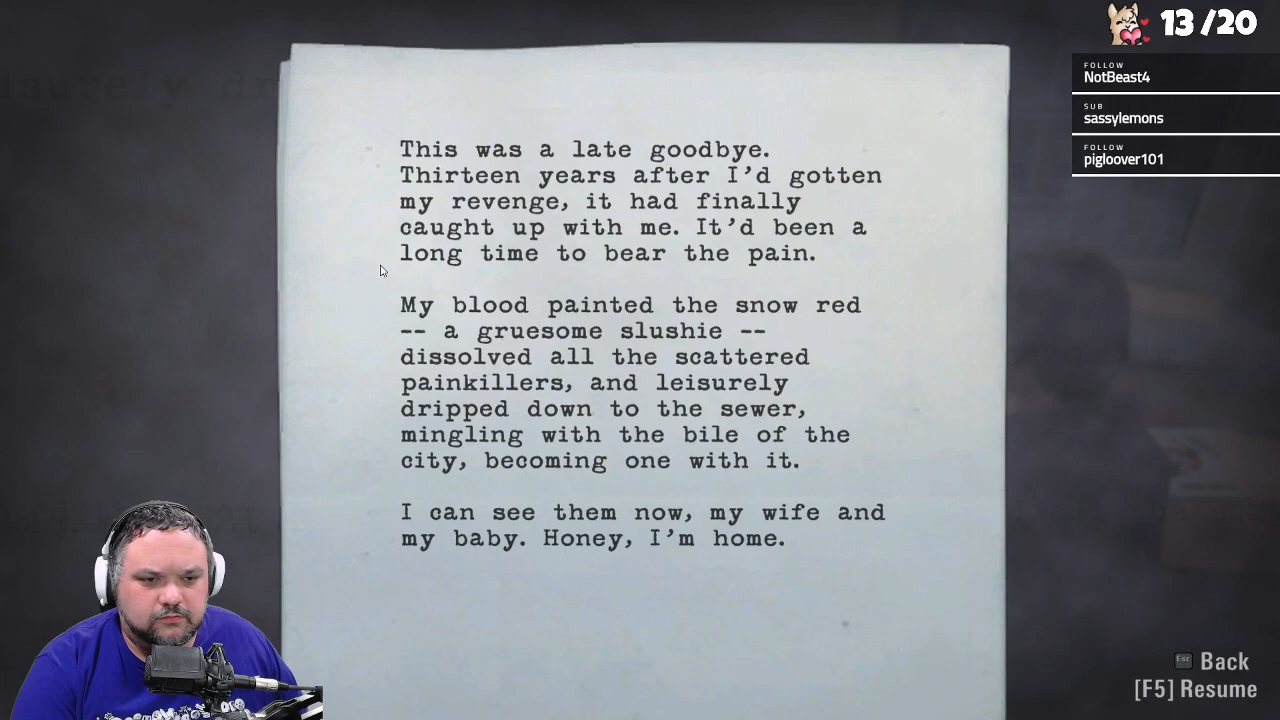 13 /20
FOLLOW
NotBeast4
SUB
sassylemons
FOLLOW
pigloover101
This was a late goodbye.
Thirteen years after I'd gotten
my revenge, it had finally
caught up with me. It'd been a
long time to bear the pain.
My blood painted the snow red
-- a gruesome slushie --
dissolved all the scattered
painkillers, and leisurely
dripped down to the sewer,
mingling with the bile of the
city, becoming one with it.
I can see them now, my wife and
my baby. Honey, I'm home.
Esc Back
[F5] Resume